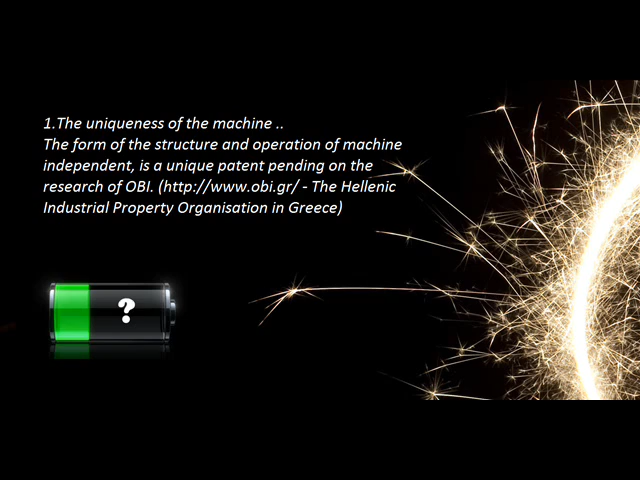 1.The uniqueness of the machine ..
The form of the structure and operation of machine
independent, is a unique patent pending on the
research of OBI. (http://www.obi.gr/ - The Hellenic
Industrial Property Organisation in Greece)
?